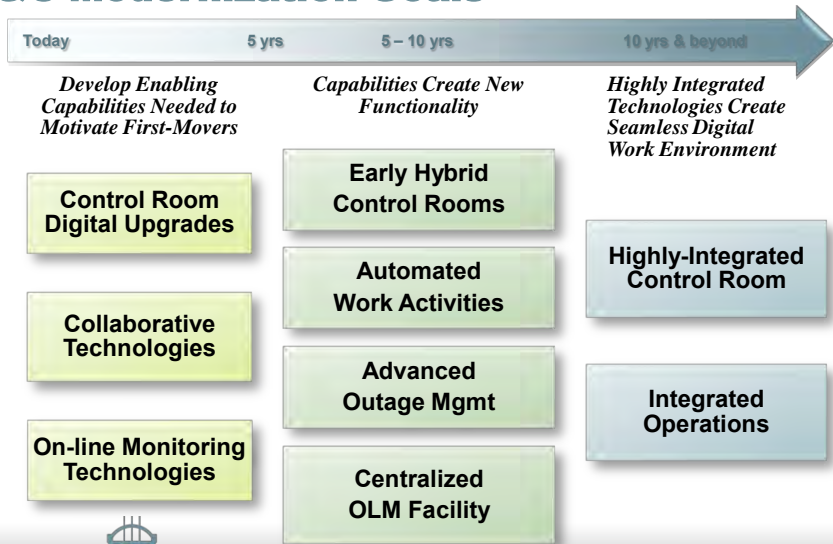 Modernization Goals
Today 5 yrs 5 – 10 yrs 10 yrs & beyond
Develop Enabling
Capabilities Needed to
Motivate First-Movers
Capabilities Create New
Functionality
Highly Integrated
Technologies Create
Seamless Digital
Work Environment
Control Room
Digital Upgrades
Collaborative
Technologies
On-line Monitoring
Technologies
Early Hybrid
Control Rooms
Automated
Work Activities
Advanced
Outage Mgmt
Centralized
OLM Facility
Highly-Integrated
Control Room
Integrated
Operations